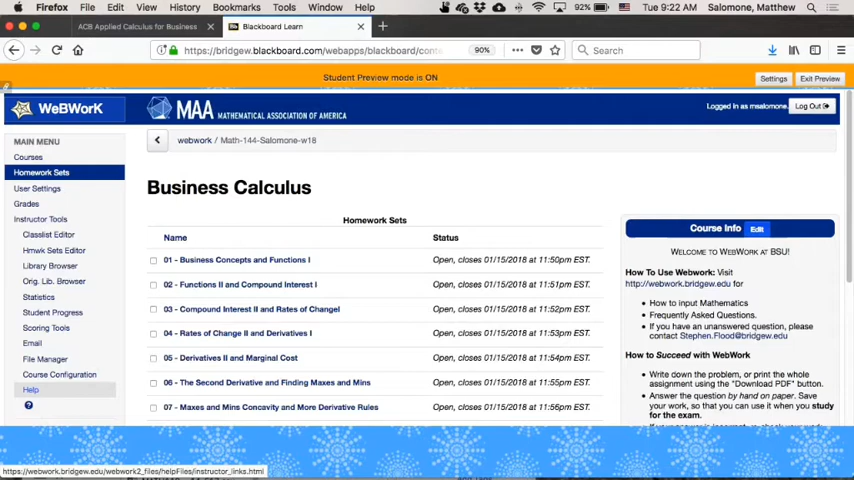 Firefox File Edit View History Bookmarks Tools Window Help 92% Tue 9:22 AM Salomone, Matthew
ACB Applied Calculus for Business
Blackboard Learn
https://bridgew.blackboard.com/webapps/blackboard/conte
90%
Search
Student Preview mode is ON
Settings
Exit Preview
WeBWorK
MAA MATHEMATICAL ASSOCIATION OF AMERICA
Logged in as msalomone.
Log Out
MAIN MENU
Courses
Homework Sets
User Settings
Grades
Instructor Tools
Classlist Editor
Hmwk Sets Editor
Library Browser
Orig. Lib. Browser
Statistics
Student Progress
Scoring Tools
Email
File Manager
Course Configuration
Help
webwork / Math-144-Salomone-w18
Business Calculus
Homework Sets
Name Status
01 - Business Concepts and Functions I Open, closes 01/15/2018 at 11:50pm EST.
02 - Functions II and Compound Interest I Open, closes 01/15/2018 at 11:51pm EST.
03 - Compound Interest II and Rates of Changel Open, closes 01/15/2018 at 11:52pm EST.
04 - Rates of Change II and Derivatives I Open, closes 01/15/2018 at 11:53pm EST.
05 - Derivatives II and Marginal Cost Open, closes 01/15/2018 at 11:54pm EST.
06 - The Second Derivative and Finding Maxes and Mins Open, closes 01/15/2018 at 11:55pm EST.
07 - Maxes and Mins Concavity and More Derivative Rules Open, closes 01/15/2018 at 11:56pm EST.
Course Info Edit
WELCOME TO WEBWORK AT BSU!
How To Use Webwork: Visit
http://webwork.bridgew.edu for
How to input Mathematics
Frequently Asked Questions.
If you have an unanswered question, please
contact Stephen.Flood@bridgew.edu
How to Succeed with WebWork
Write down the problem, or print the whole
assignment using the "Download PDF" button.
Answer the question by hand on paper. Save
your work, so that you can use it when you study
for the exam.
https://webwork.bridgew.edu/webwork2_files/helpFiles/instructor_links.html